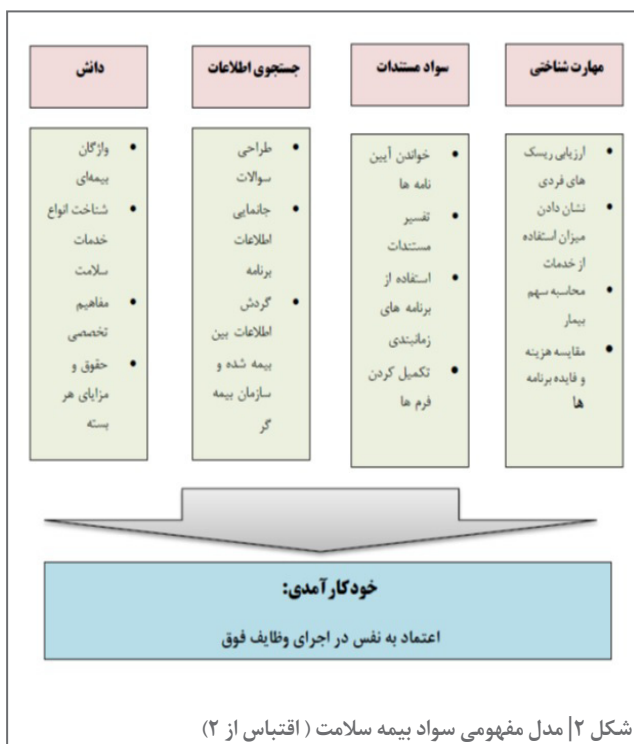 مهارت شناختی
ارزیابی ریسک
های فردی
نشان دادن
میزان استفاده
از خدمات
محاسبه سهم
بیمار
مقایسه هزینه
و فایده برنامه
ها
سواد مستندات
خواندن آیین
نامه ها
تفسیر
مستندات
استفاده از
برنامه های
زمانبندی
تکمیل کردن
فرم ها
جستجوی اطلاعات
طراحی
سوالات
جانمایی
اطلاعات
برنامه
گردش
اطلاعات بین
بیمه شده و
سازمان بیمه
گر
دانش
واژگان
بیمهای
شناخت انواع
خدمات
سلامت
مفاهیم
تخصصی
حقوق و
مزایای هر
بسته
خودکارآمدی:
اعتماد به نفس در اجرای وظایف فوق
شکل ۲| مدل مفهومی سواد بیمه سلامت ( اقتباس از ۲)